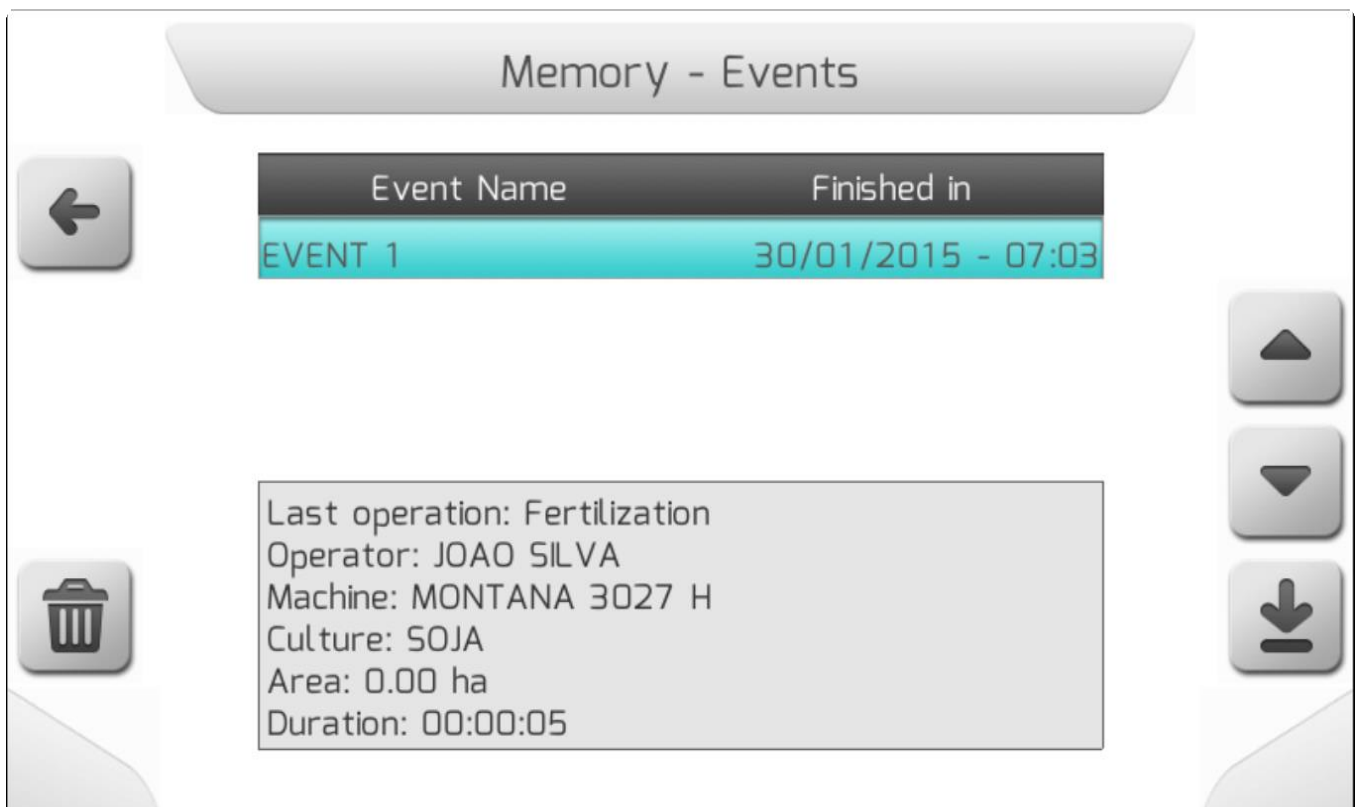 Memory - Events
Event Name Finished in
EVENT 1 30/01/2015 - 07:03
Last operation: Fertilization
Operator: JOAO SILVA
Machine: MONTANA 3027 H
Culture: SOJA
Area: 0.00 ha
Duration: 00:00:05